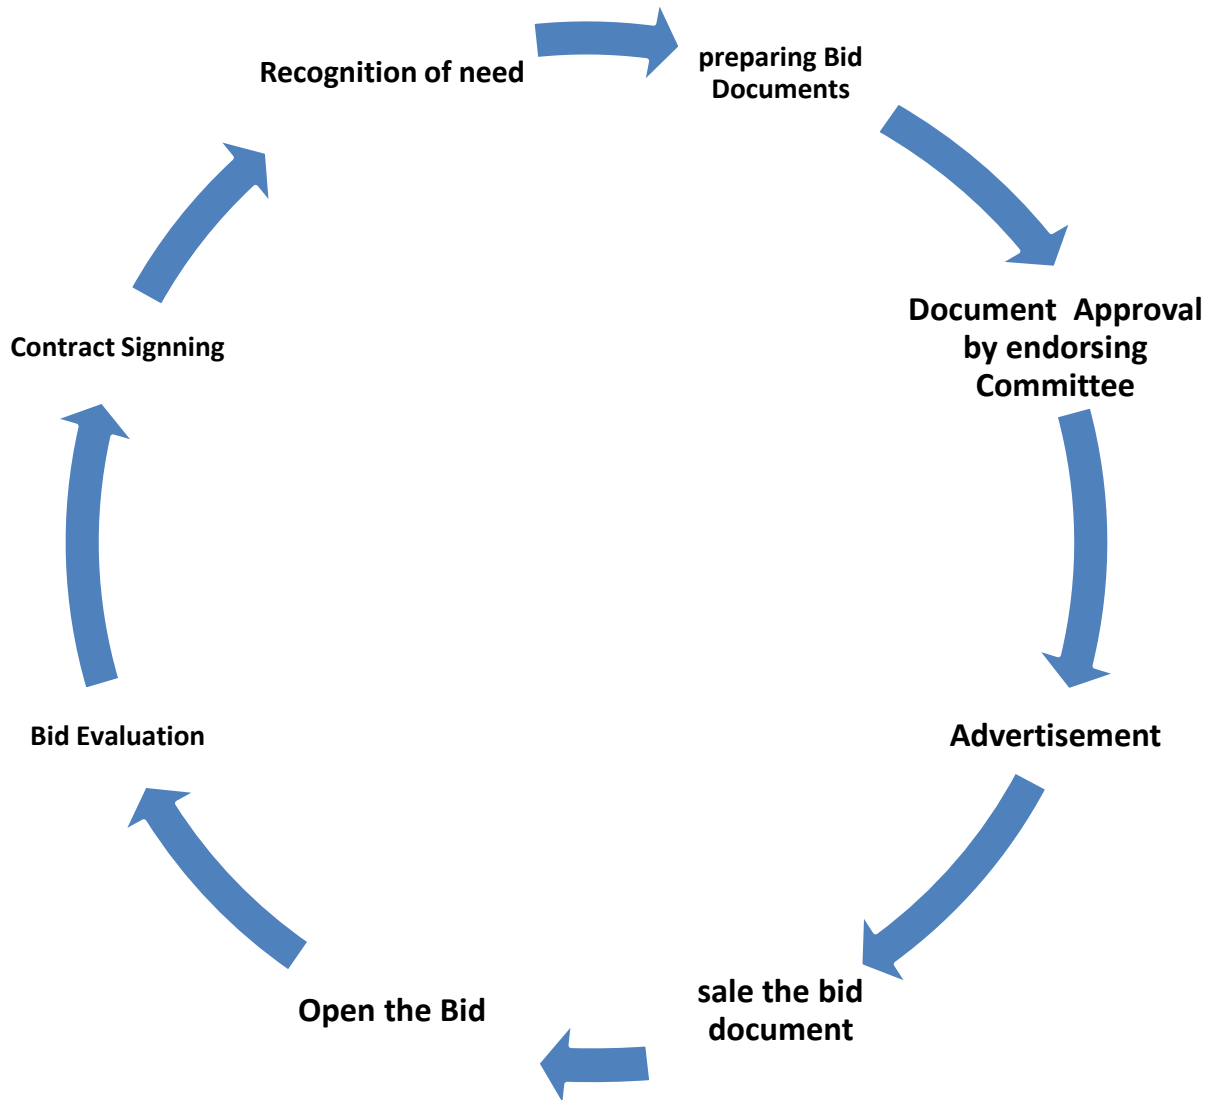 Recognition of need
preparing Bid
Documents
Document  Approval
by endorsing
Committee
Advertisement
sale the bid
document
Open the Bid
Bid Evaluation
Contract Signning